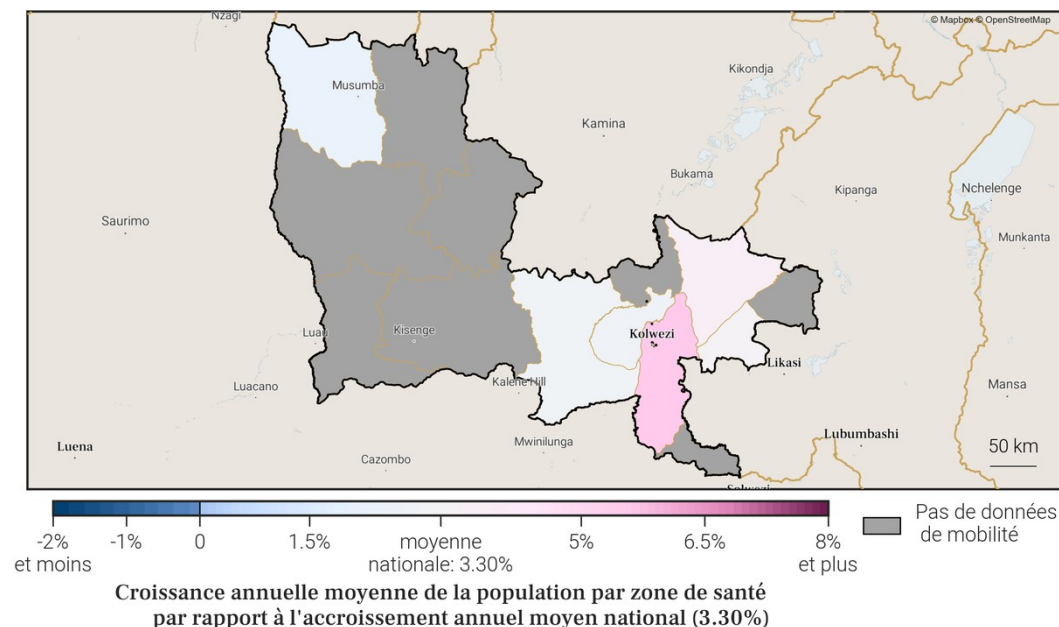 Nzagi
© Mapbox © OpenStreetMap
Kikondja
Musumba
Kamina
Bukama
Kipanga
Nchelenge
Saurimo
Munkanta
Kolwezi
Luau
Kisenge
Likasi
Luacano
Kalene Hill
Mansa
Luena
Mwinilunga
Lubumbashi
Cazombo
50 km
Solwezi
-2% et moins
-1%
0
1.5%
moyenne nationale: 3.30%
5%
6.5%
8% et plus
Pas de données
de mobilité
Croissance annuelle moyenne de la population par zone de santé
par rapport à l'accroissement annuel moyen national (3.30%)